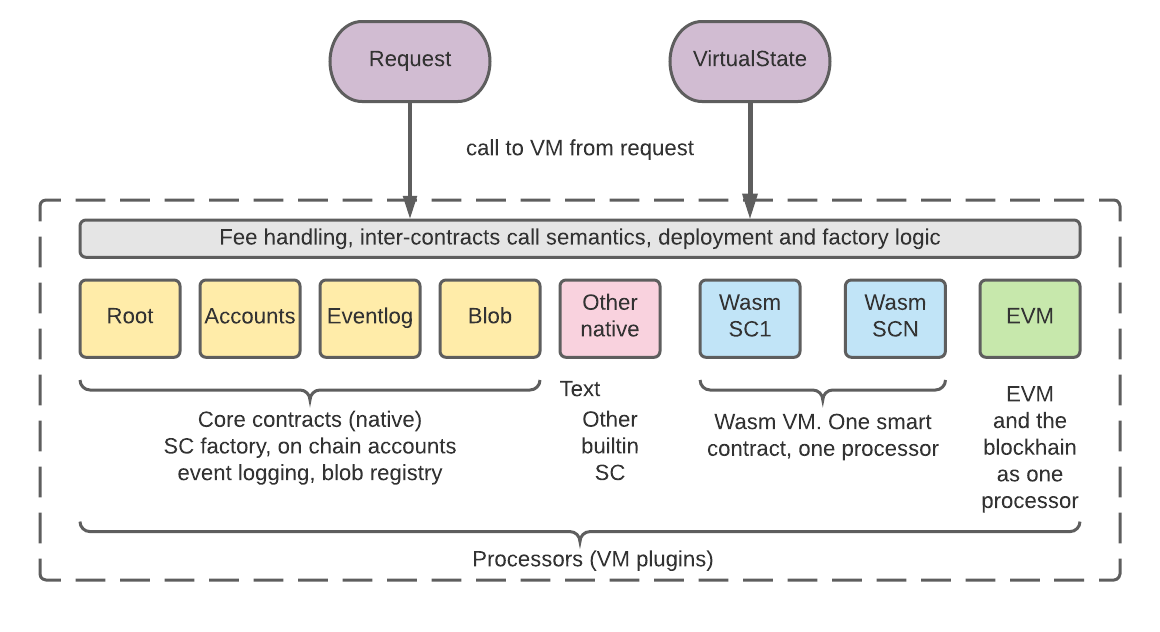 Request
VirtualState
call to VM from request
Fee handling, inter-contracts call semantics, deployment and factory logic
Root
Accounts
Eventlog
Blob
Other
native
Wasm
SC1
Wasm
SCN
EVM
Core contracts (native)
SC factory, on chain accounts
event logging, blob registry
Text
Other
builtin
SC
Wasm VM. One smart
contract, one processor
EVM
and the
blockhain
as one
processor
Processors (VM plugins)